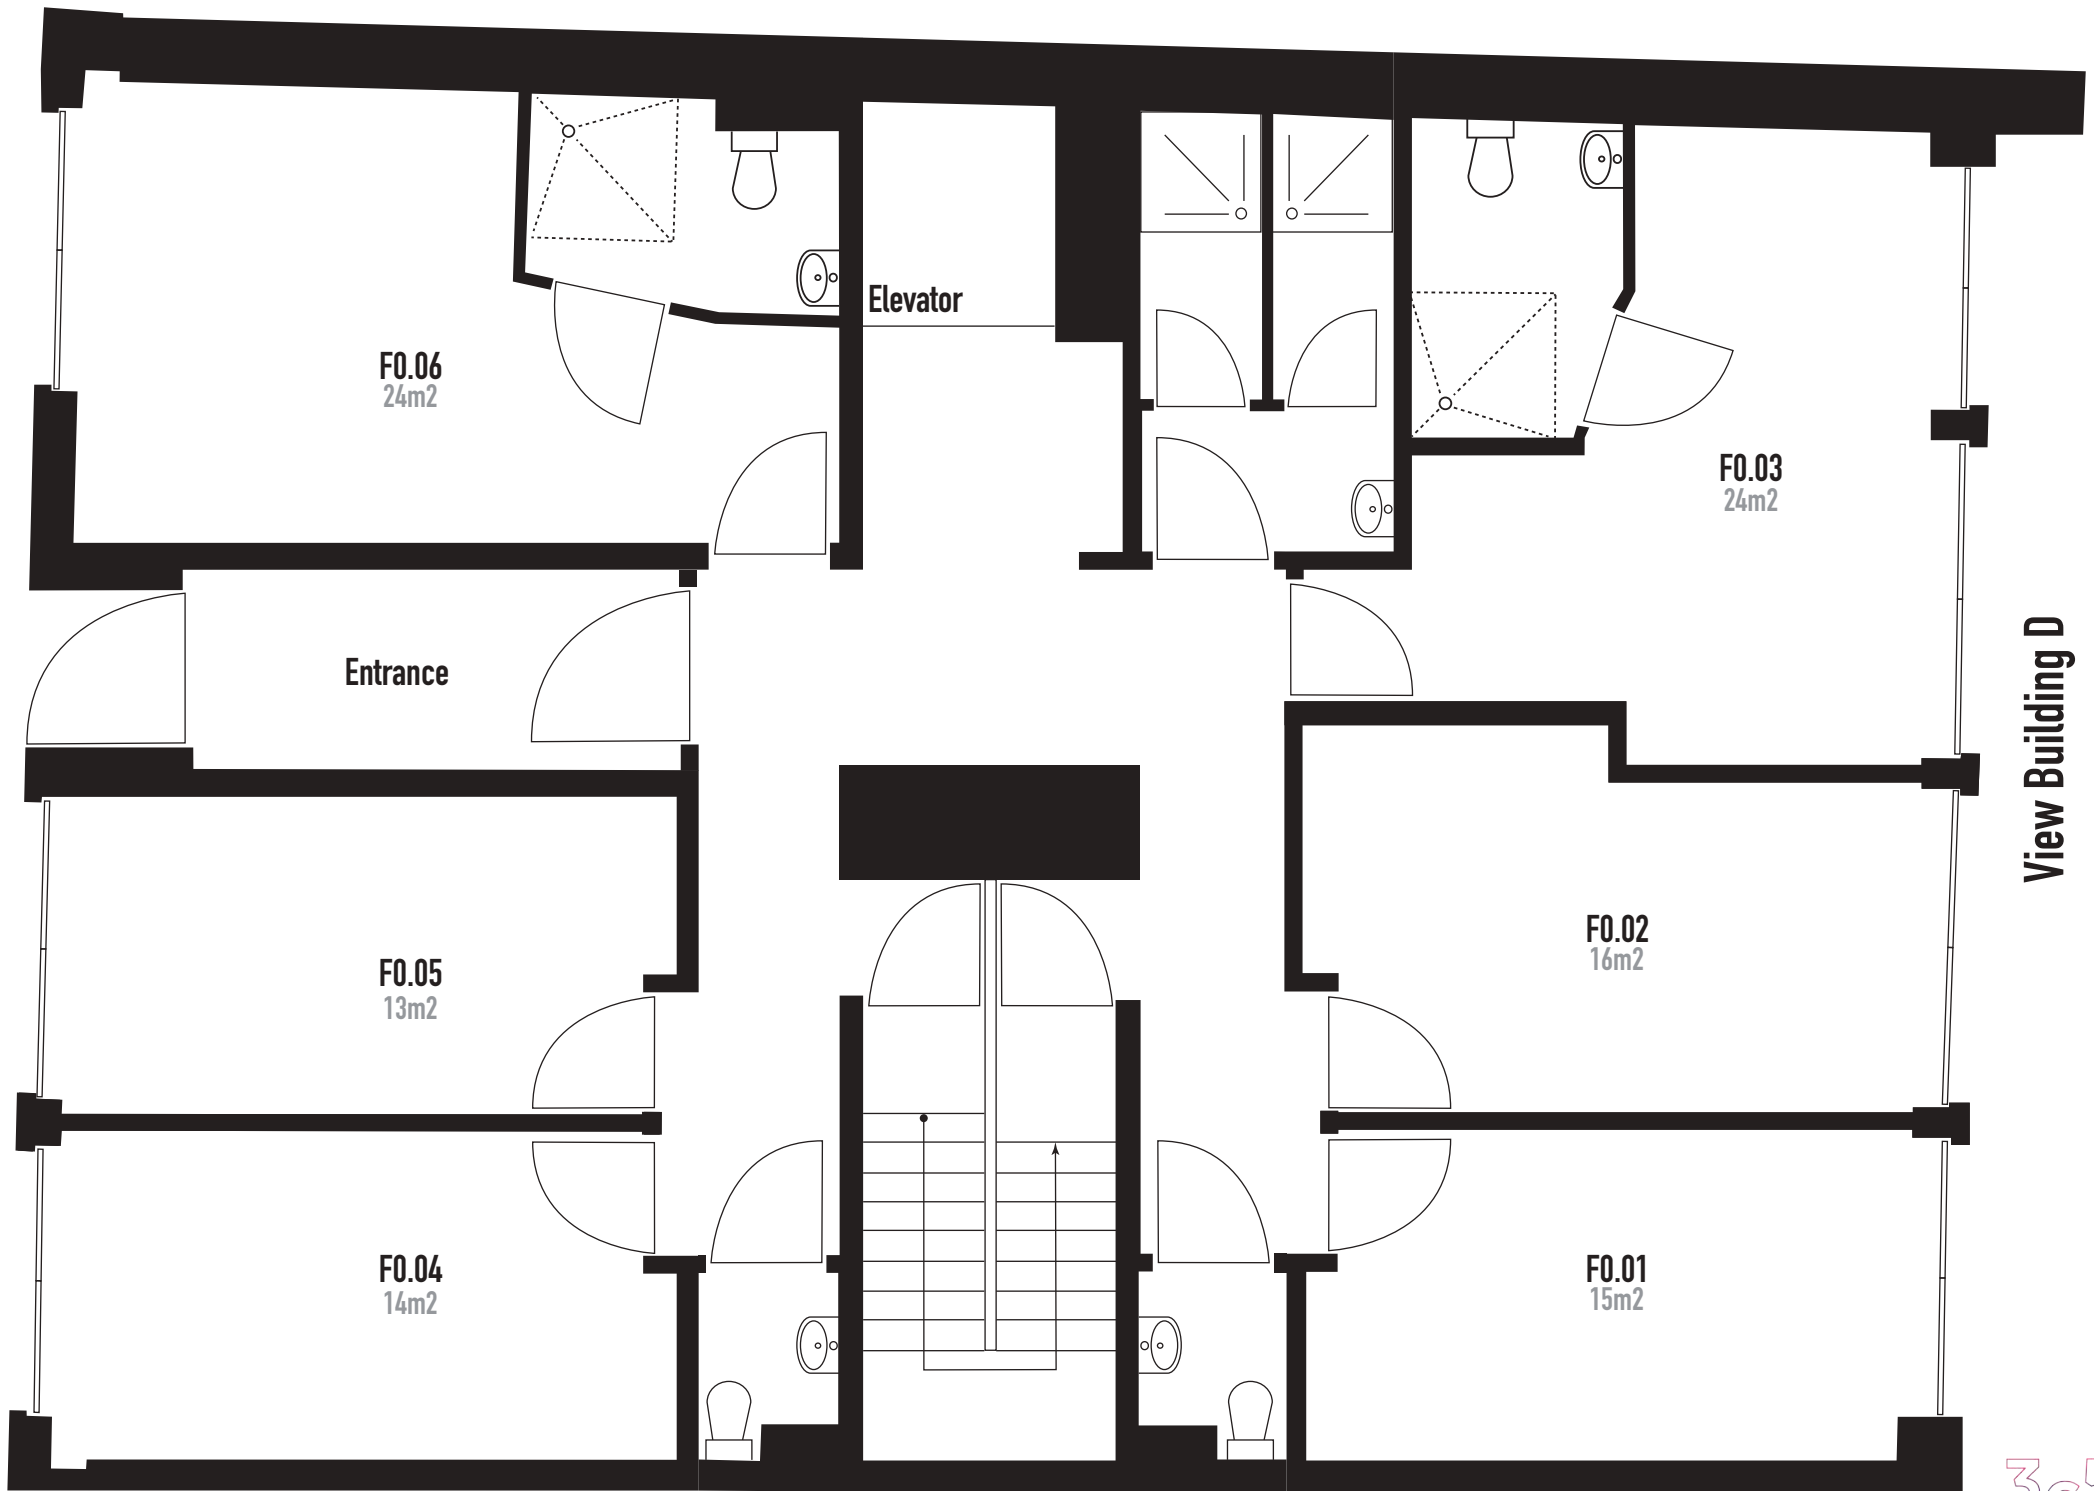 Elevator
F0.06
24m2
F0.03
24m2
Entrance
View Building D
F0.02
16m2
F0.05
13m2
F0.04
14m2
F0.01
15m2